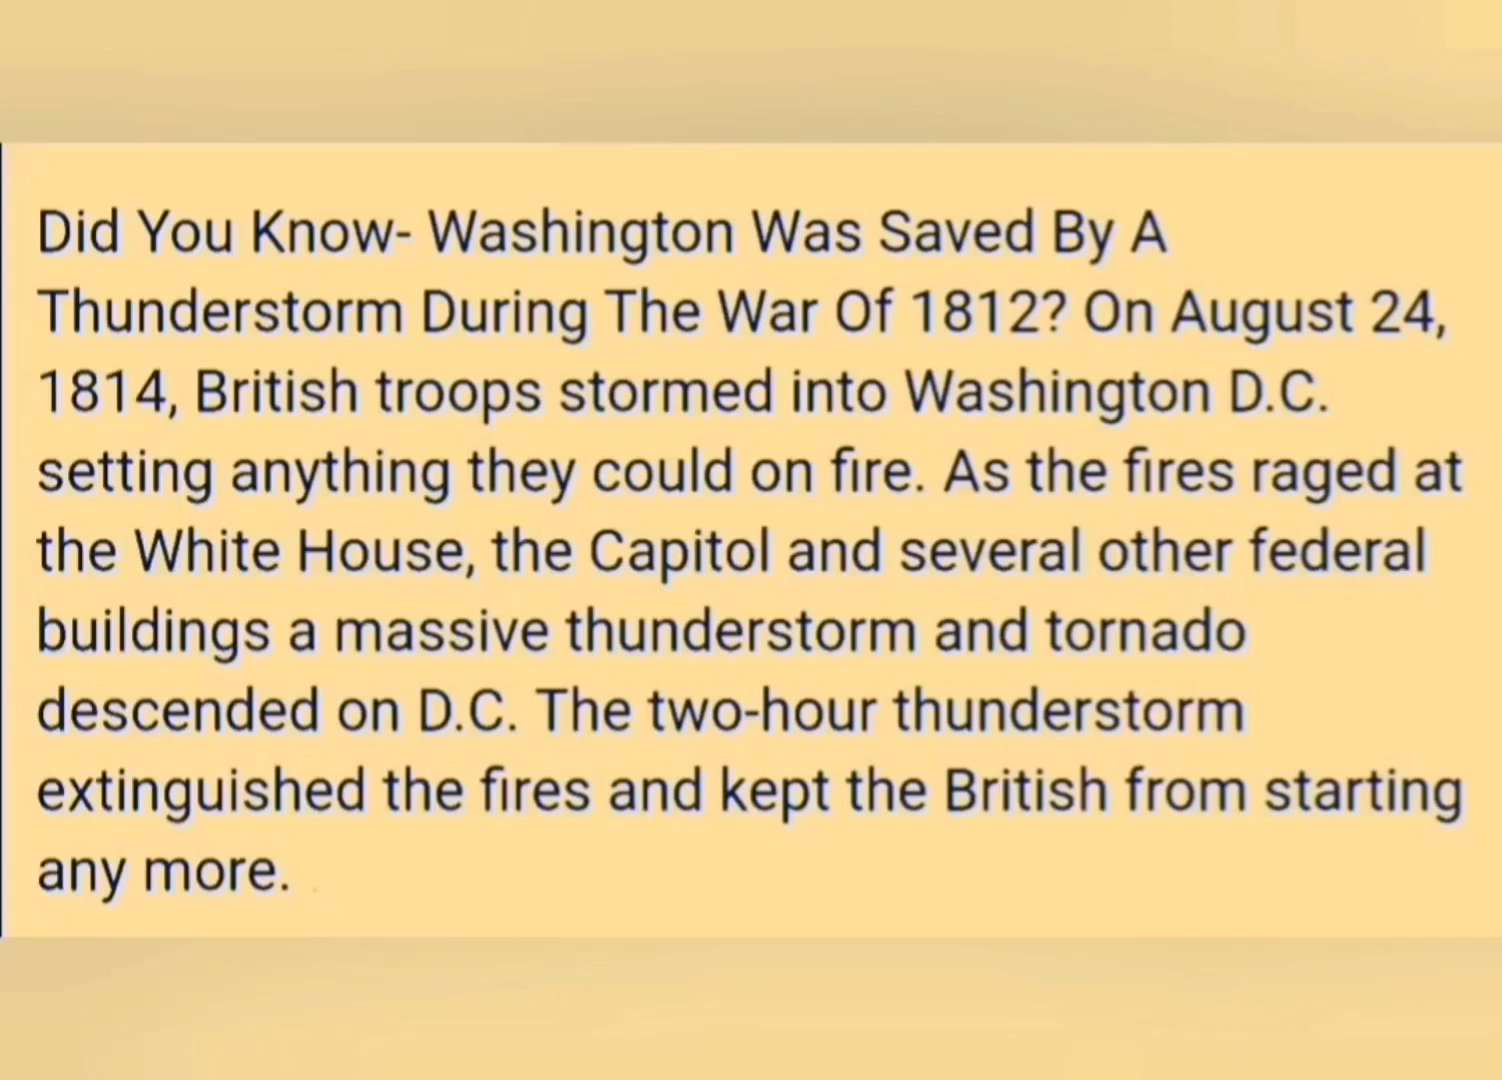 Did You Know- Washington Was Saved By A
Thunderstorm During The War Of 1812? On August 24,
1814, British troops stormed into Washington D.C.
setting anything they could on fire. As the fires raged at
the White House, the Capitol and several other federal
buildings a massive thunderstorm and tornado
descended on D.C. The two-hour thunderstorm
extinguished the fires and kept the British from starting
any more.